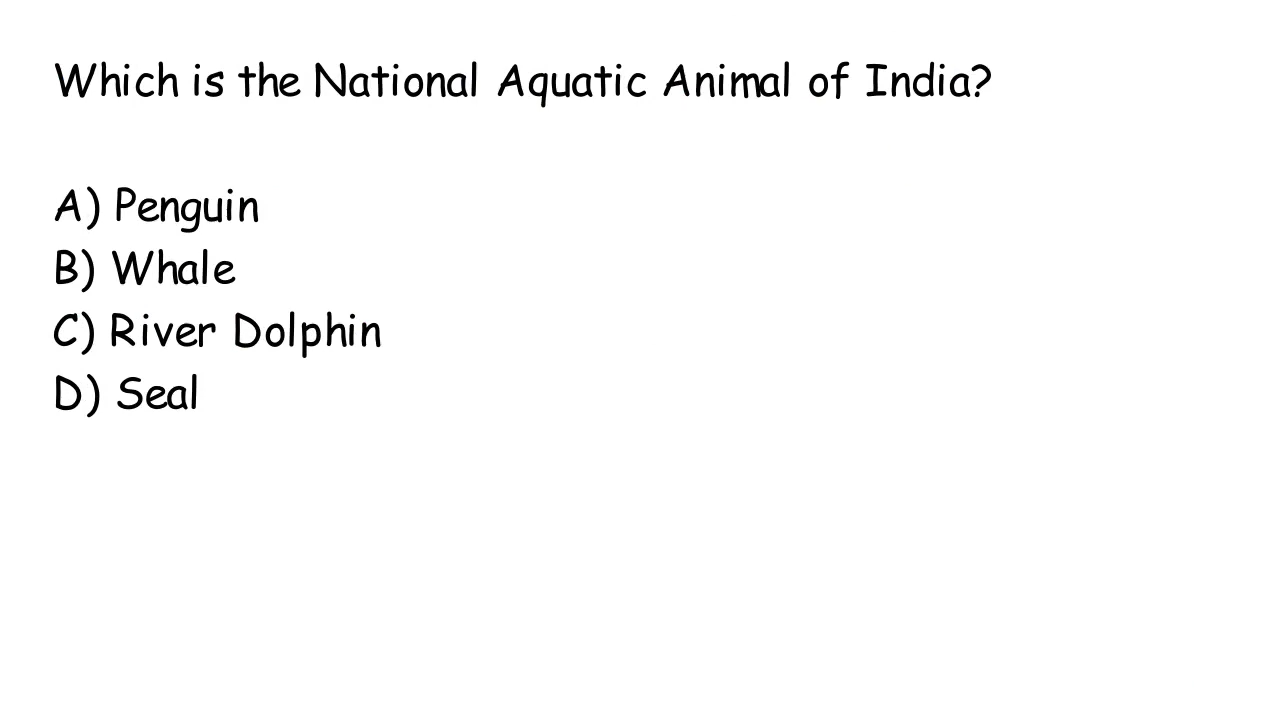 Which is the National Aquatic Animal of India?
A) Penguin
B) Whale
C) River Dolphin
D) Seal